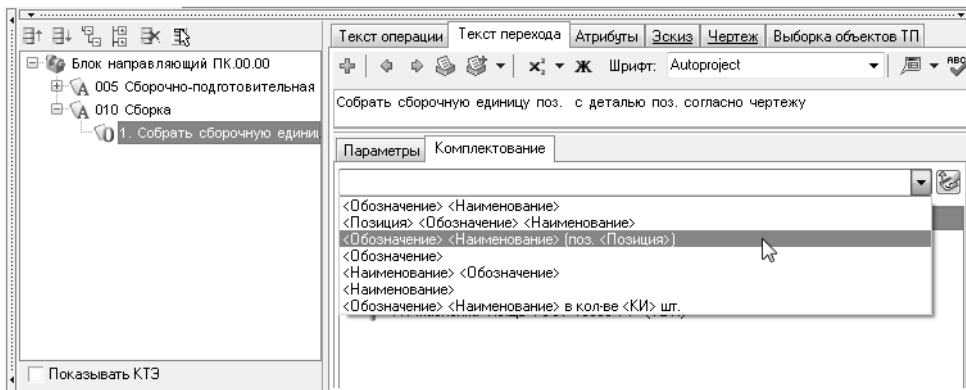 Текст операции Текст перехода Атрибуты Эскиз Чертеж Выборка объектов ТП
Блок направляющий ПК.00.00
005 Сборочно-подготовительная
010 Сборка
1. Собрать сборочную
x² Ж Шрифт: Autoproject ABC
Собрать сборочную единицу поз. с деталью поз. согласно чертежу
Параметры Комплектование
<Обозначение> <Наименование>
<Позиция> <Обозначение> <Наименование>
<Обозначение> <Наименование> (поз. <Позиция>)
<Обозначение>
<Наименование> <Обозначение>
<Наименование>
<Обозначение> <Наименование> в кол-ве <КИ> шт.
Показывать КТЭ